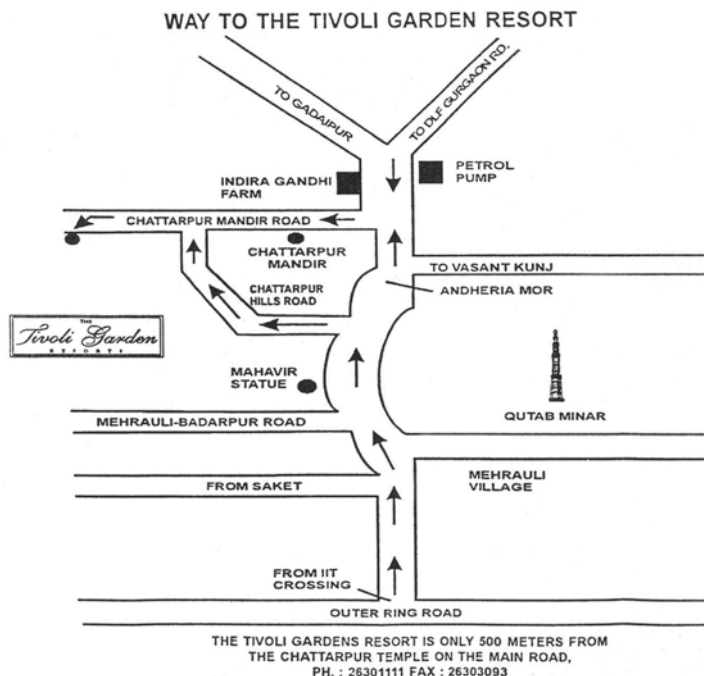 WAY TO THE TIVOLI GARDEN RESORT
TO GADAIPUR
TO DLF GURGAON RD.
INDIRA GANDHI
FARM
PETROL
PUMP
CHATTARPUR MANDIR ROAD
CHATTARPUR
MANDIR
TO VASANT KUNJ
CHATTARPUR
HILLS ROAD
ANDHERIA MOR
THE
Tivoli Garden
RESORTS
MAHAVIR
STATUE
QUTAB MINAR
MEHRAULI-BADARPUR ROAD
MEHRAULI
VILLAGE
FROM SAKET
FROM IIT
CROSSING
OUTER RING ROAD
THE TIVOLI GARDENS RESORT IS ONLY 500 METERS FROM
THE CHATTARPUR TEMPLE ON THE MAIN ROAD,
PH. : 26301111 FAX : 26303093